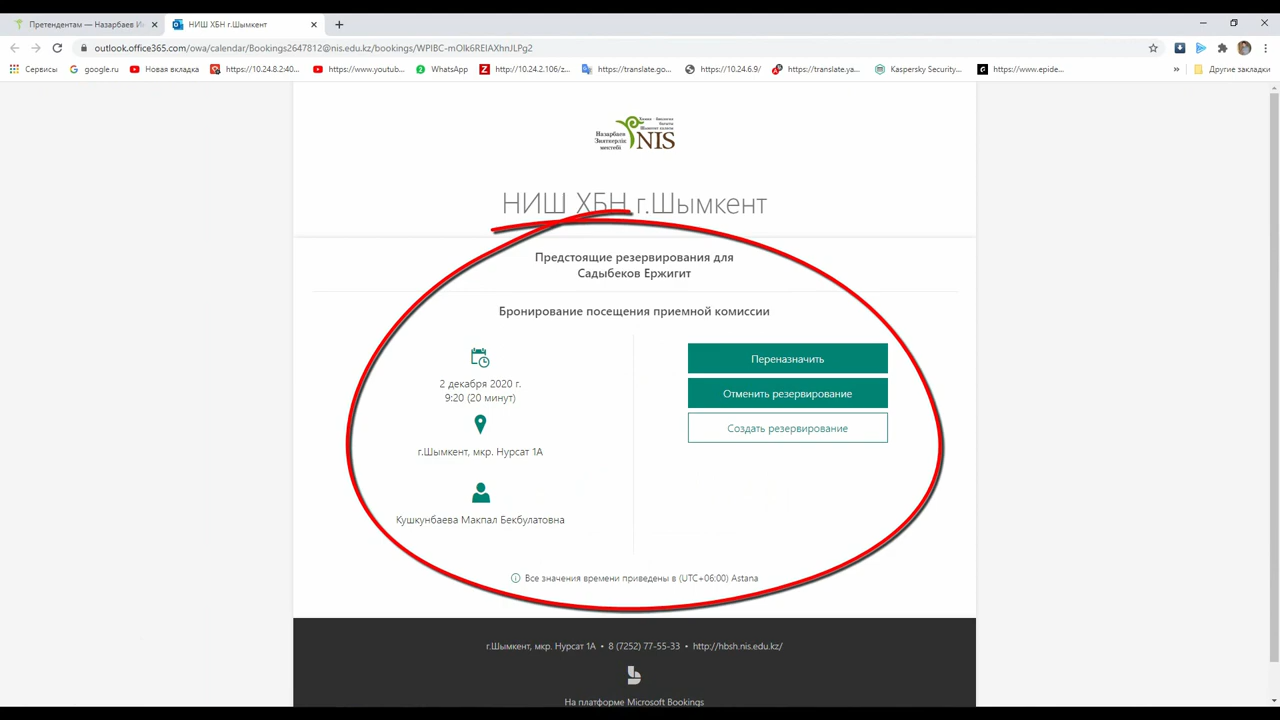 Претендентам — Назарбаев Ин
НИШ ХБН г.Шымкент
outlook.office365.com/owa/calendar/Bookings2647812@nis.edu.kz/bookings/WPIBC-mOlk6REIAXhnJLPg2
Сервисы
google.ru
Новая вкладка
https://10.24.8.2:40...
https://www.youtub...
WhatsApp
http://10.24.2.106/z...
https://translate.go...
https://10.24.6.9/
https://translate.ya...
Kaspersky Security...
https://www.epide...
»
Другие закладки
Назарбаев
Зияткерлік
мектебі
NIS
НИШ ХБН г.Шымкент
Предстоящие резервирования для
Садыбеков Ержигит
Бронирование посещения приемной комиссии
2 декабря 2020 г.
9:20 (20 минут)
г.Шымкент, мкр. Нурсат 1А
Кушкунбаева Макпал Бекбулатовна
Переназначить
Отменить резервирование
Создать резервирование
Все значения времени приведены в (UTC+06:00) Astana
г.Шымкент, мкр. Нурсат 1А • 8 (7252) 77-55-33 • http://hbsh.nis.edu.kz/
На платформе Microsoft Bookings